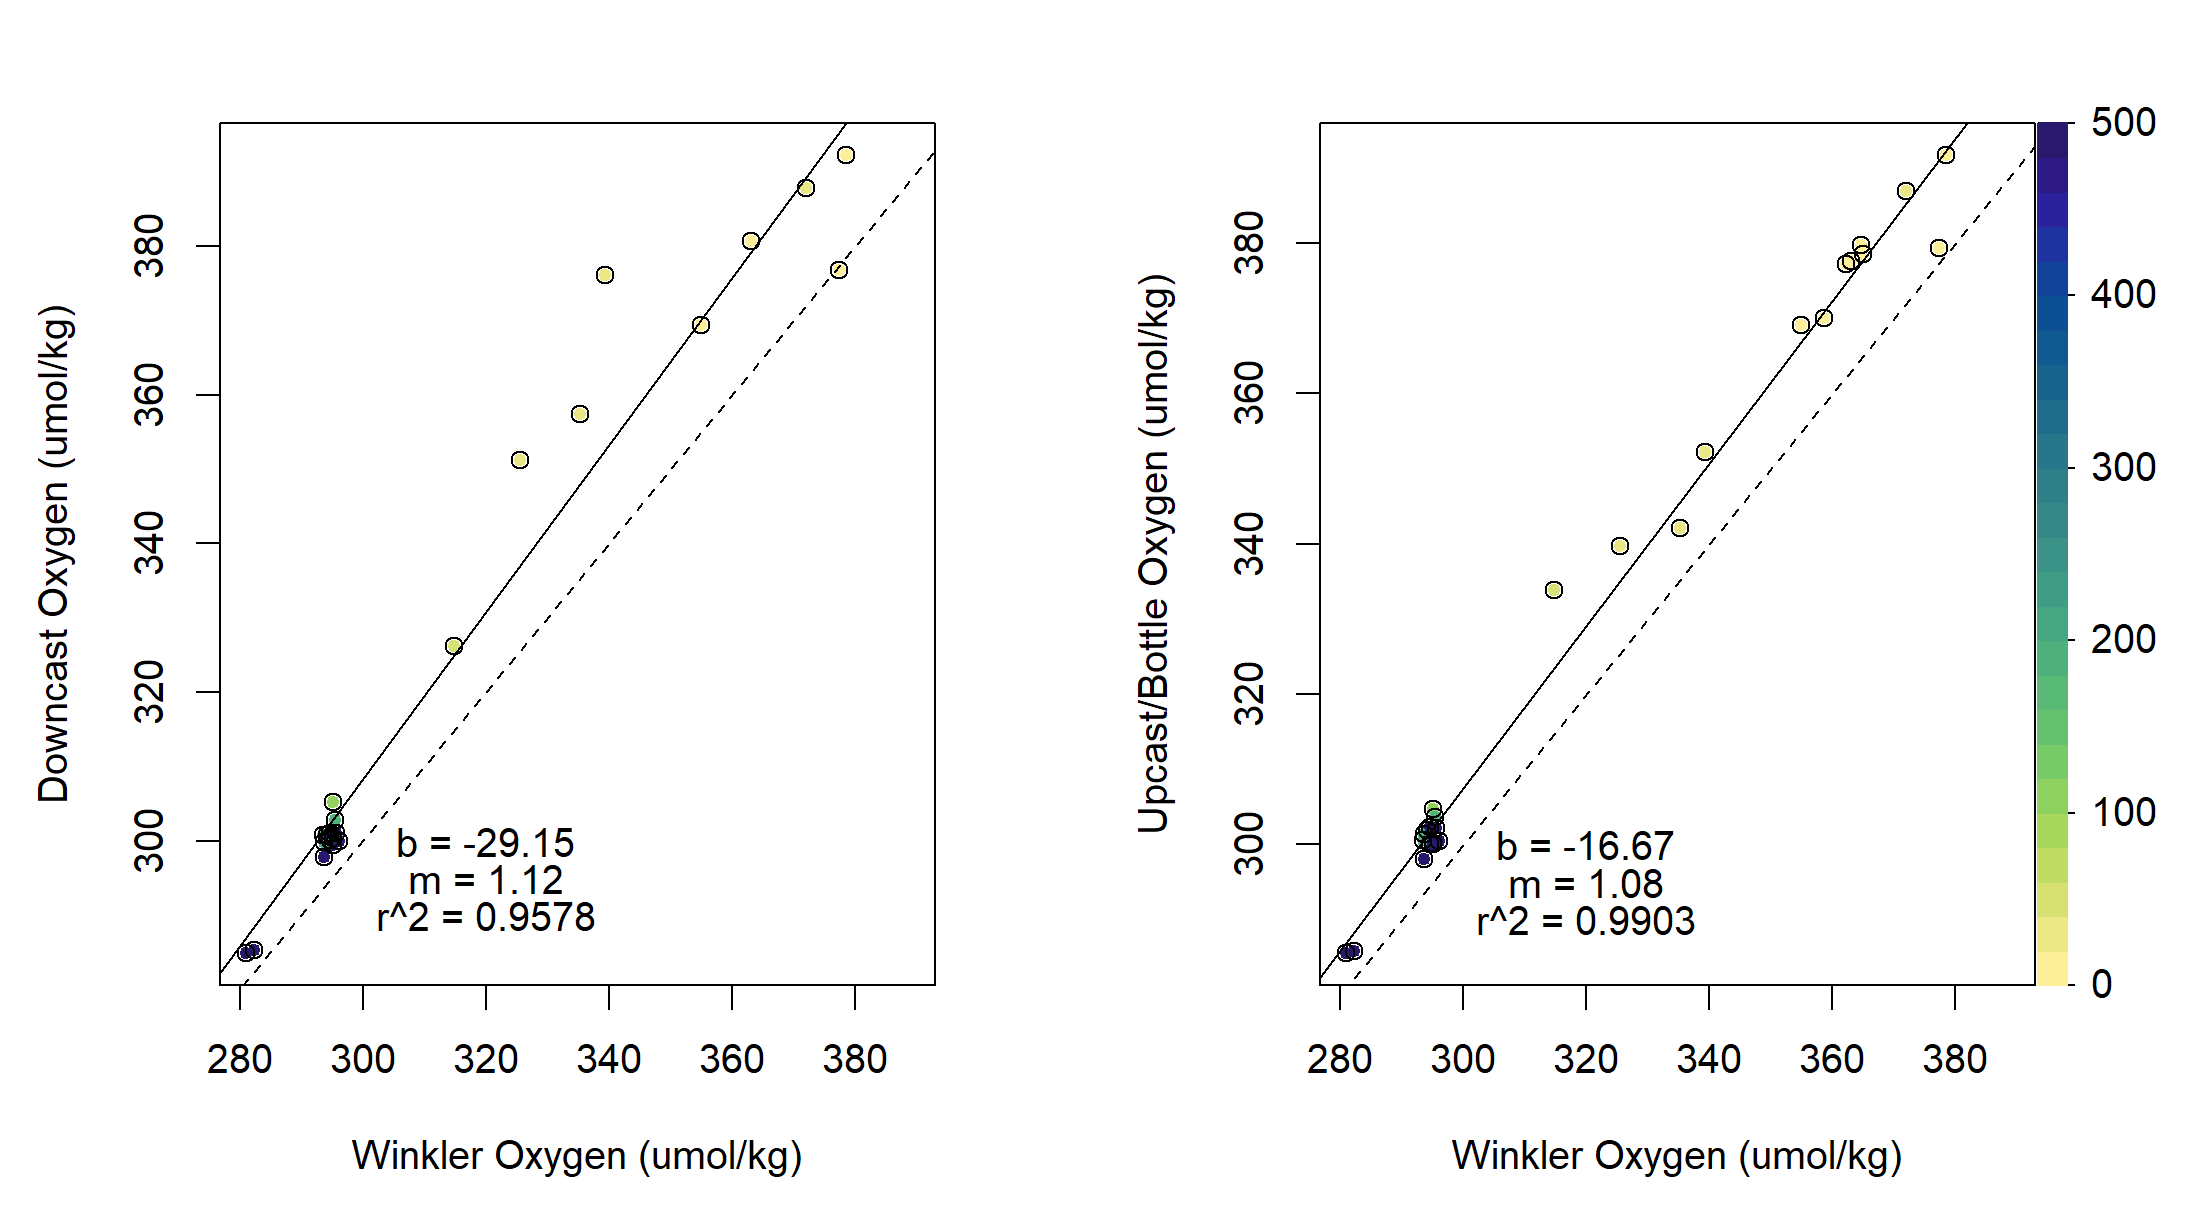 Downcast Oxygen (umol/kg)
380
360
340
320
300
b = -29.15
m = 1.12
r^2 = 0.9578
280 300 320 340 360 380
Winkler Oxygen (umol/kg)
Upcast/Bottle Oxygen (umol/kg)
380
360
340
320
300
b = -16.67
m = 1.08
r^2 = 0.9903
280 300 320 340 360 380
Winkler Oxygen (umol/kg)
500
400
300
200
100
0